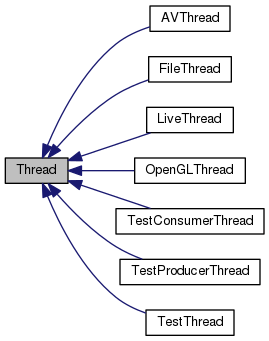 AVThread
FileThread
LiveThread
Thread
OpenGLThread
TestConsumerThread
TestProducerThread
TestThread